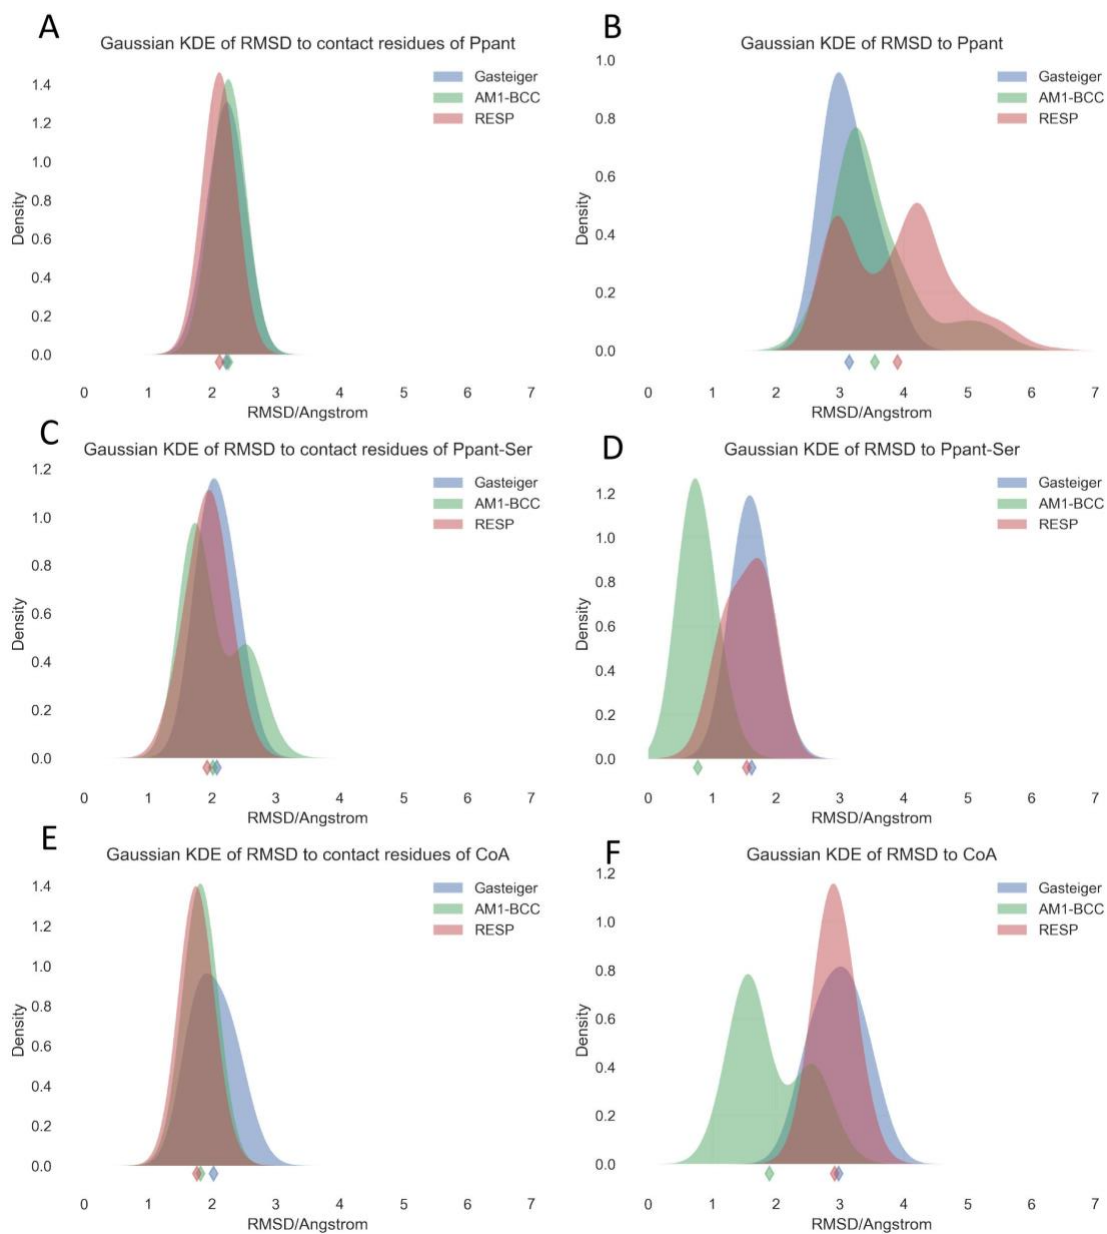 A
Gaussian KDE of RMSD to contact residues of Ppant
Gasteiger
AM1-BCC
RESP
1.4
1.2
1.0
0.8
0.6
0.4
0.2
0.0
Density
0 1 2 3 4 5 6 7
RMSD/Angstrom
B
Gaussian KDE of RMSD to Ppant
Gasteiger
AM1-BCC
RESP
1.0
0.8
0.6
0.4
0.2
0.0
Density
0 1 2 3 4 5 6 7
RMSD/Angstrom
C
Gaussian KDE of RMSD to contact residues of Ppant-Ser
Gasteiger
AM1-BCC
RESP
1.2
1.0
0.8
0.6
0.4
0.2
0.0
Density
0 1 2 3 4 5 6 7
RMSD/Angstrom
D
Gaussian KDE of RMSD to Ppant-Ser
Gasteiger
AM1-BCC
RESP
1.2
1.0
0.8
0.6
0.4
0.2
0.0
Density
0 1 2 3 4 5 6 7
RMSD/Angstrom
E
Gaussian KDE of RMSD to contact residues of CoA
Gasteiger
AM1-BCC
RESP
1.4
1.2
1.0
0.8
0.6
0.4
0.2
0.0
Density
0 1 2 3 4 5 6 7
RMSD/Angstrom
F
Gaussian KDE of RMSD to CoA
Gasteiger
AM1-BCC
RESP
1.2
1.0
0.8
0.6
0.4
0.2
0.0
Density
0 1 2 3 4 5 6 7
RMSD/Angstrom